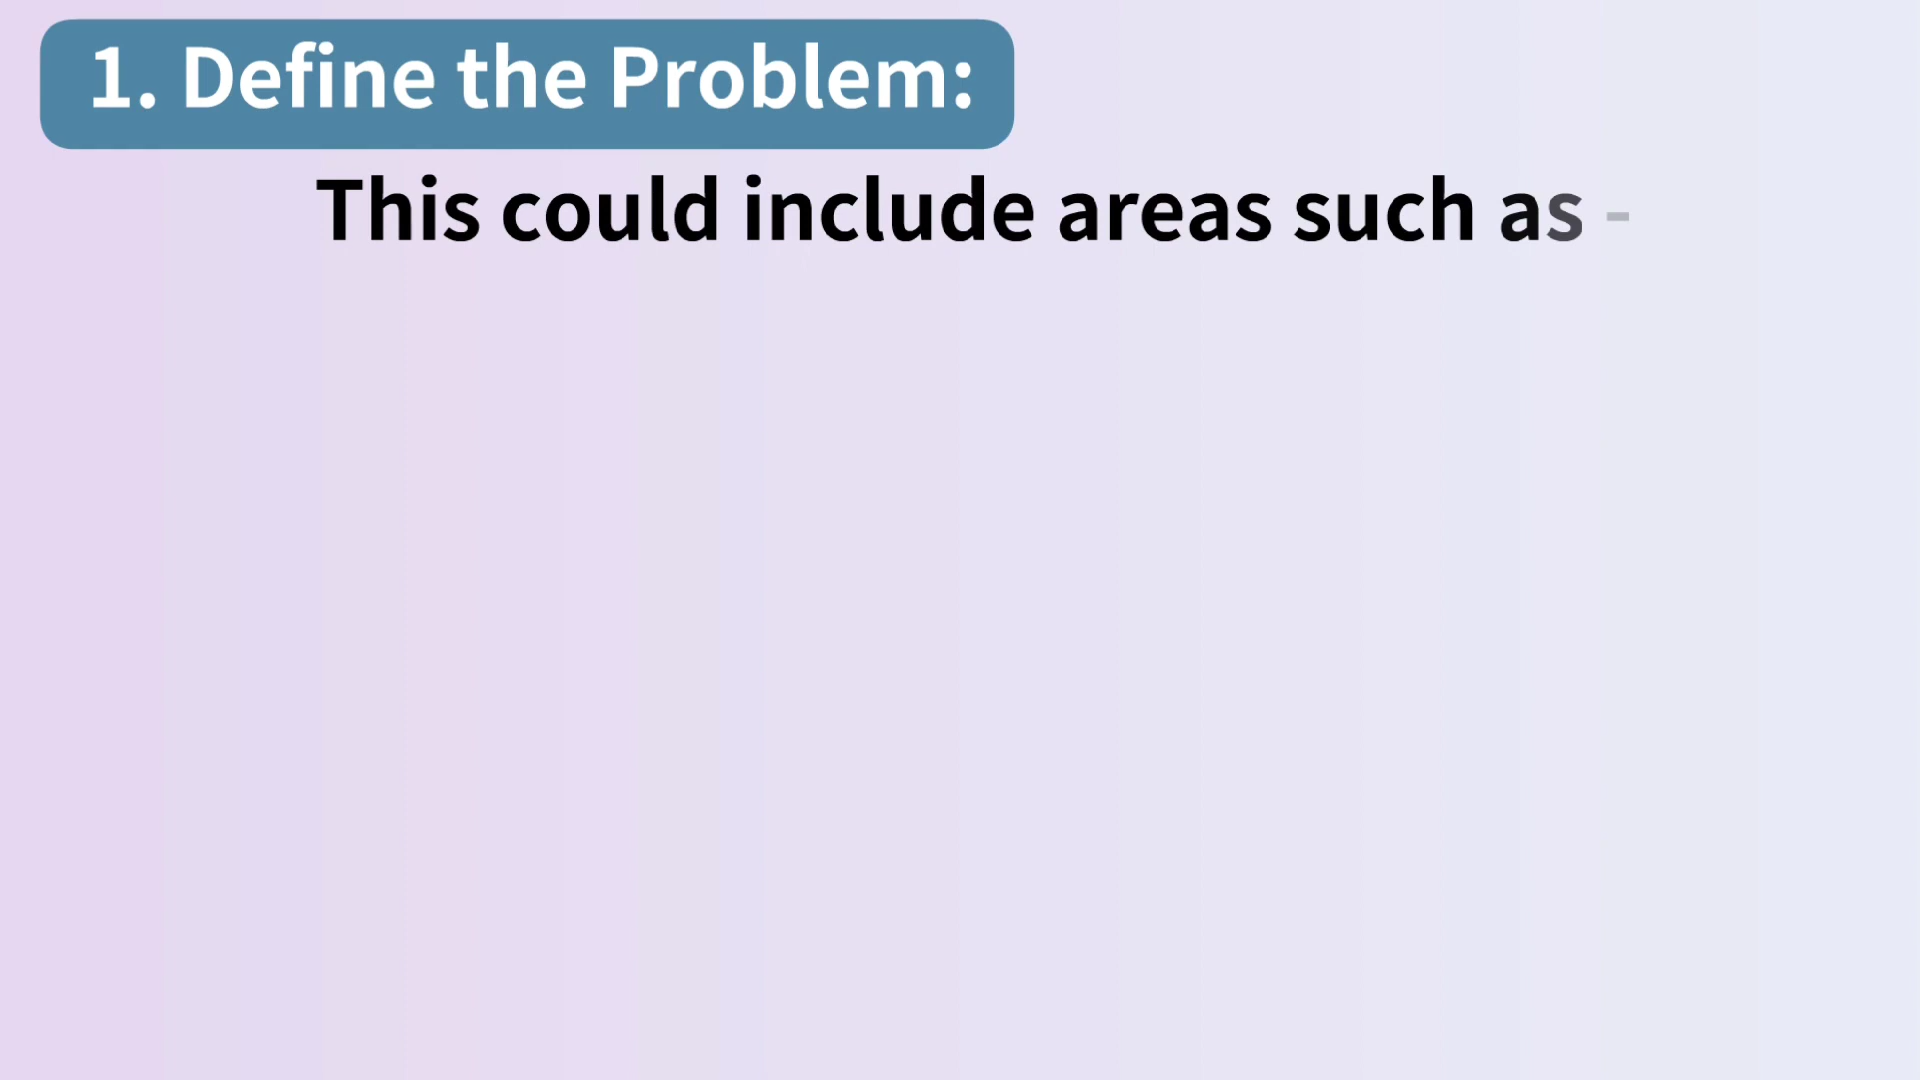 1. Define the Problem:
This could include areas such as -